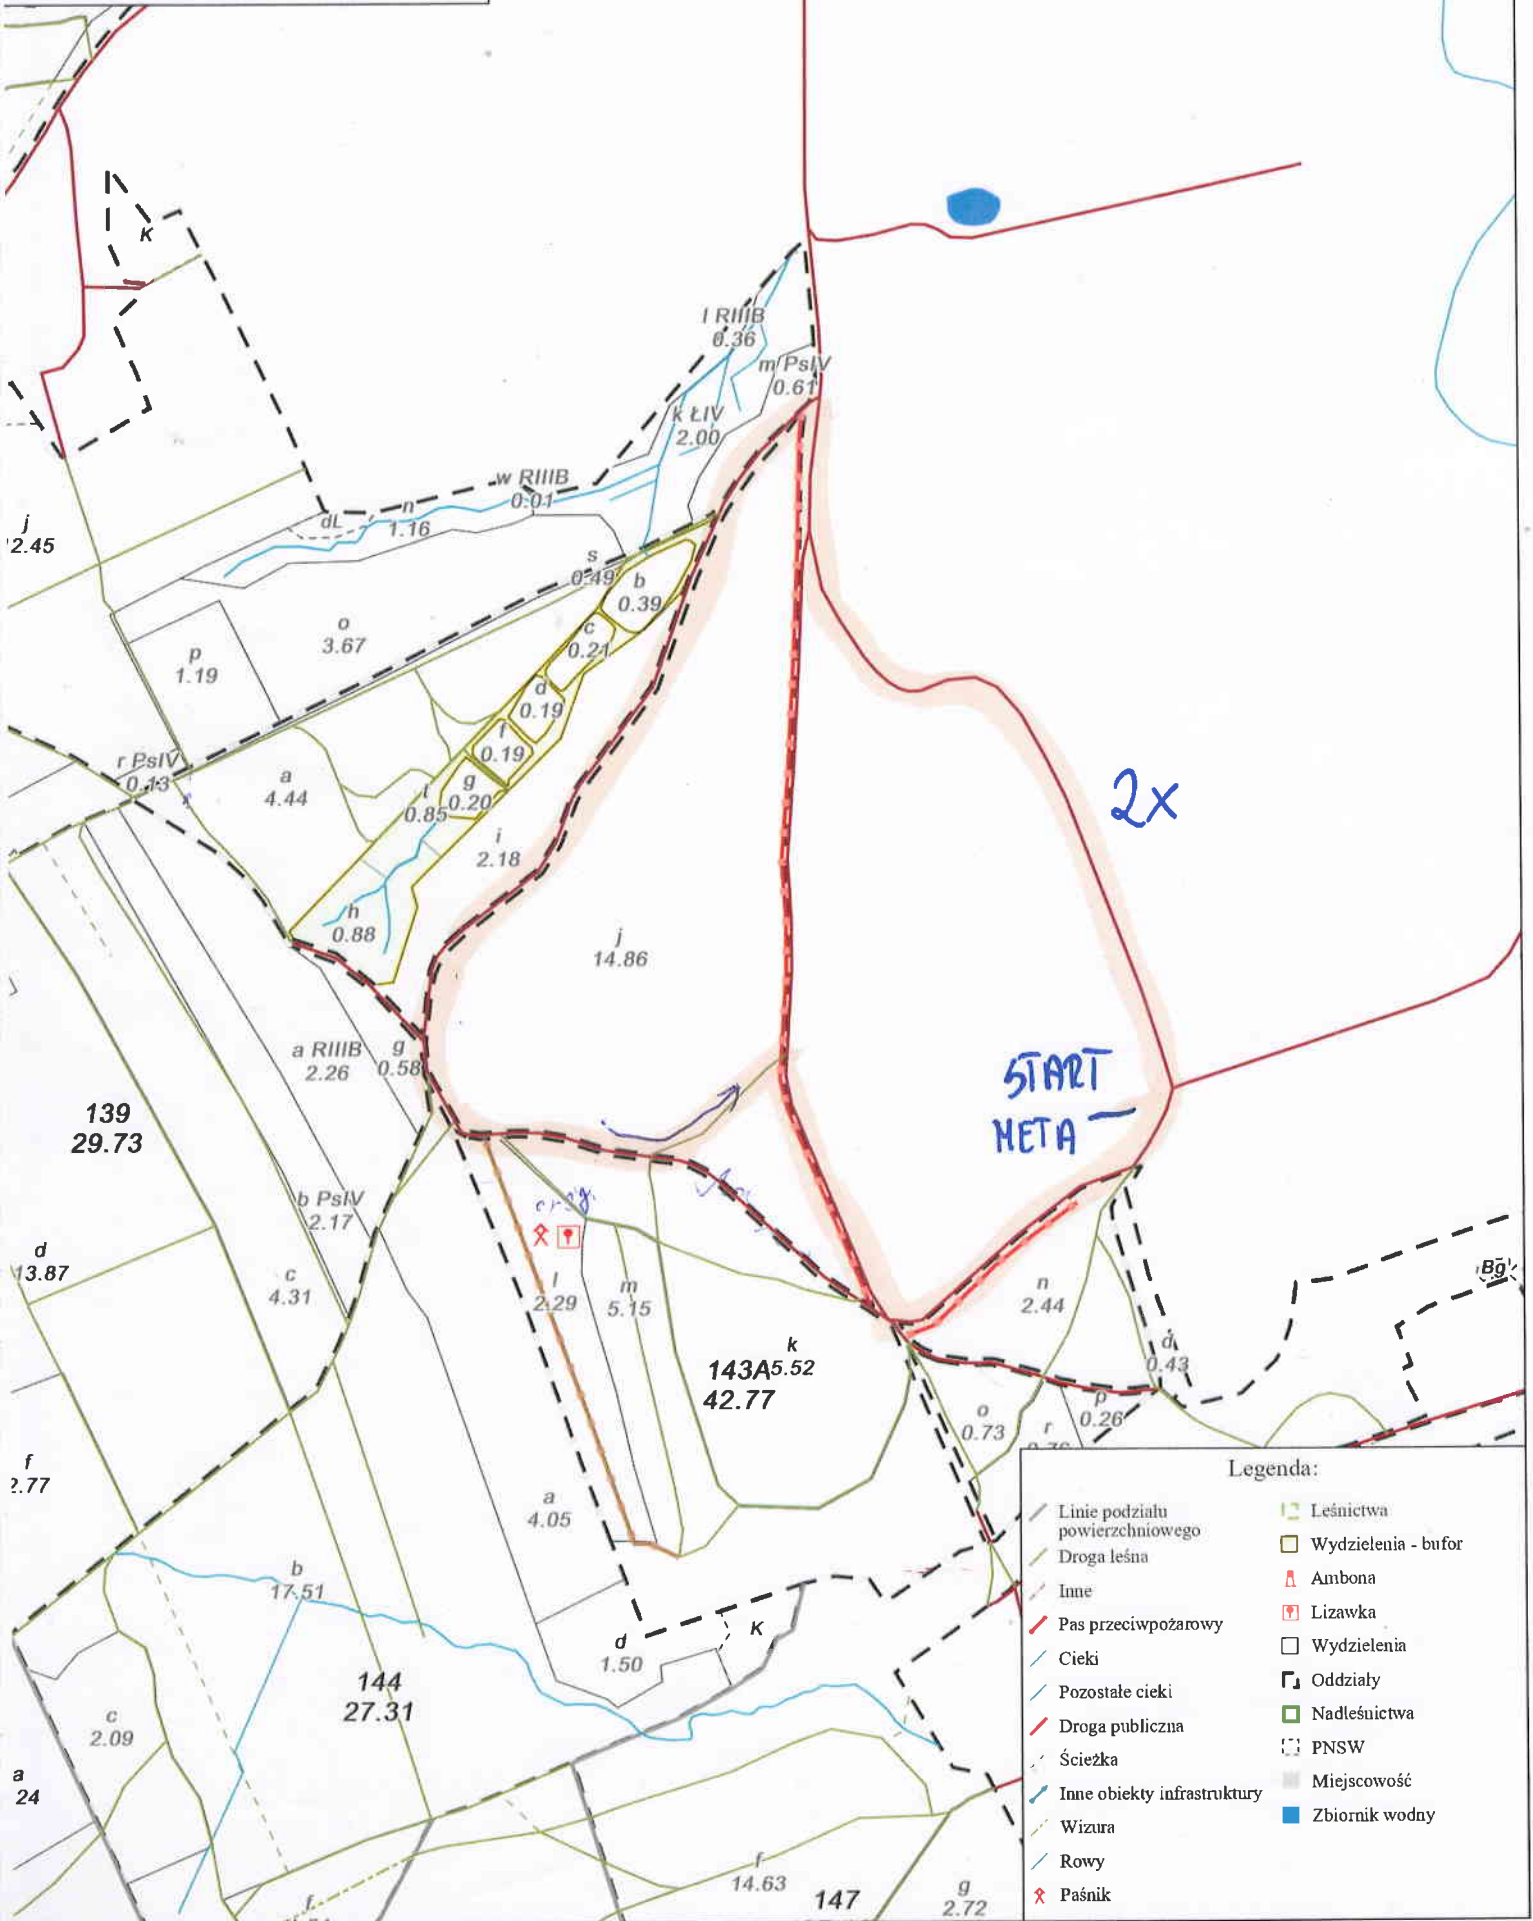 K
l RIIIB
0.36
m PsIV
0.61
k ŁIV
2.00
w RIIIB
0.01
n
1.16
dL
j
2.45
s
0.49
b
0.39
o
3.67
c
0.21
p
1.19
d
0.19
f
0.19
r PsIV
0.13
a
4.44
g
0.20
t
0.85
2x
i
2.18
h
0.88
j
14.86
a RIIIB
2.26
g
0.58
START
META
139
29.73
b PsIV
2.17
d
13.87
c
4.31
l
2.29
m
5.15
n
2.44
Bg
k
5.52
143A
42.77
d
0.43
p
0.26
o
0.73
r
f
2.77
a
4.05
b
17.51
K
d
1.50
144
27.31
c
2.09
a
24
f
14.63
147
g
2.72
f
Legenda:
Linie podziału
powierzchniowego
Droga leśna
Inne
Pas przeciwpożarowy
Cieki
Pozostałe cieki
Droga publiczna
Ścieżka
Inne obiekty infrastruktury
Wizura
Rowy
Paśnik
Leśnictwa
Wydzielenia - bufor
Ambona
Lizawka
Wydzielenia
Oddziały
Nadleśnictwa
PNSW
Miejscowość
Zbiornik wodny